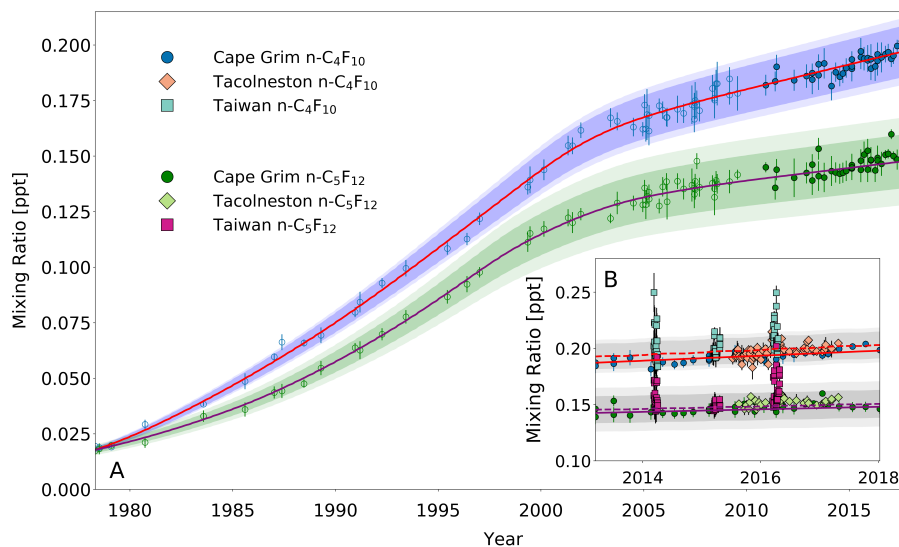 0.200
0.175
0.150
0.125
0.100
0.075
0.050
0.025
0.000
Mixing Ratio [ppt]
Cape Grim n-C₄F₁₀
Tacolneston n-C₄F₁₀
Taiwan n-C₄F₁₀
Cape Grim n-C₅F₁₂
Tacolneston n-C₅F₁₂
Taiwan n-C₅F₁₂
A
B
0.25
0.20
0.15
0.10
Mixing Ratio [ppt]
2014 2016 2018
1980 1985 1990 1995 2000 2005 2010 2015
Year